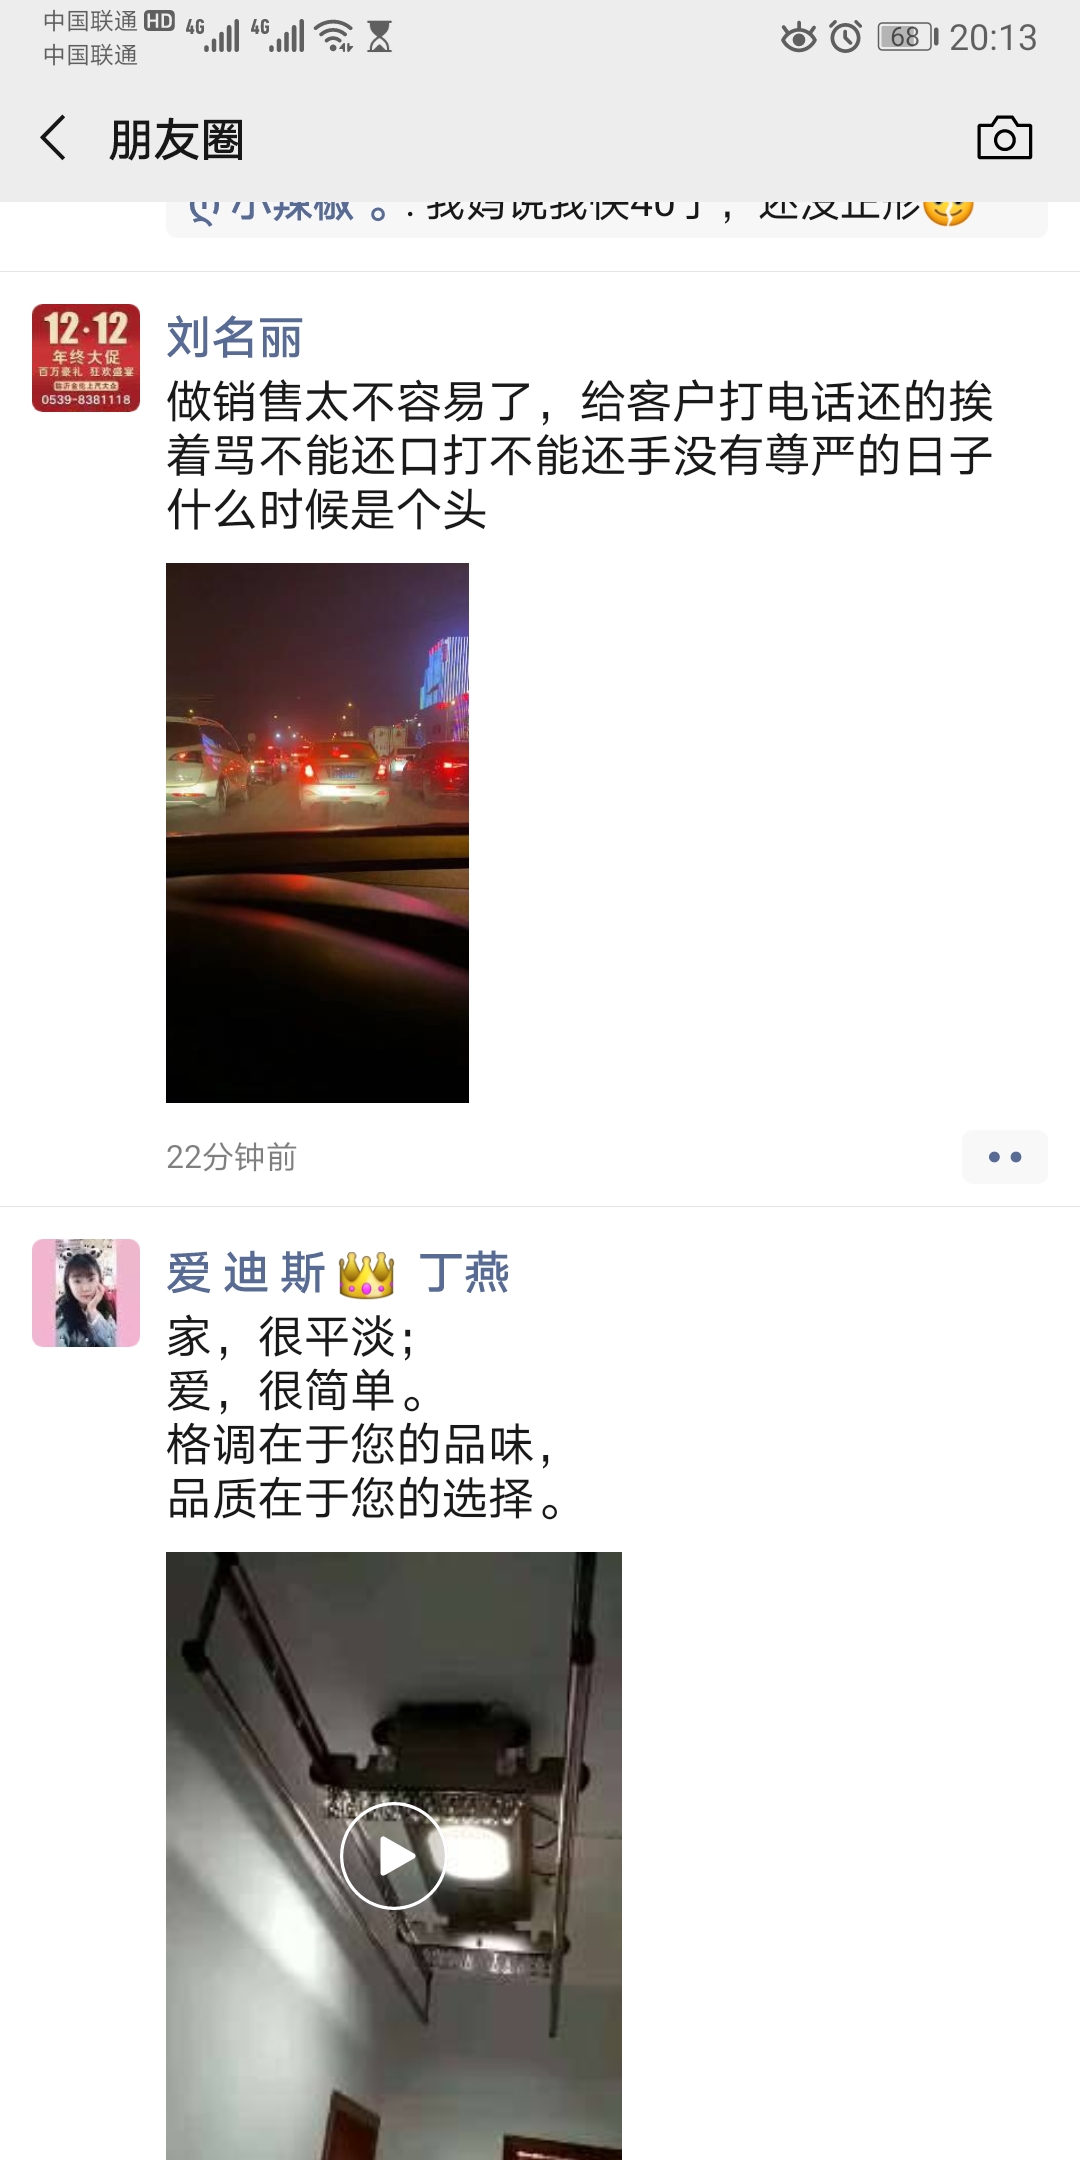 中国联通 HD 4G 4G 68 20:13
中国联通
朋友圈
小辣椒 。: 我妈说我快40了，还没正形
12·12
年终大促
百万豪礼 狂欢盛宴
0539-8381118
刘名丽
做销售太不容易了，给客户打电话还的挨
着骂不能还口打不能还手没有尊严的日子
什么时候是个头
22分钟前
爱 迪 斯👑 丁燕
家，很平淡；
爱，很简单。
格调在于您的品味，
品质在于您的选择。